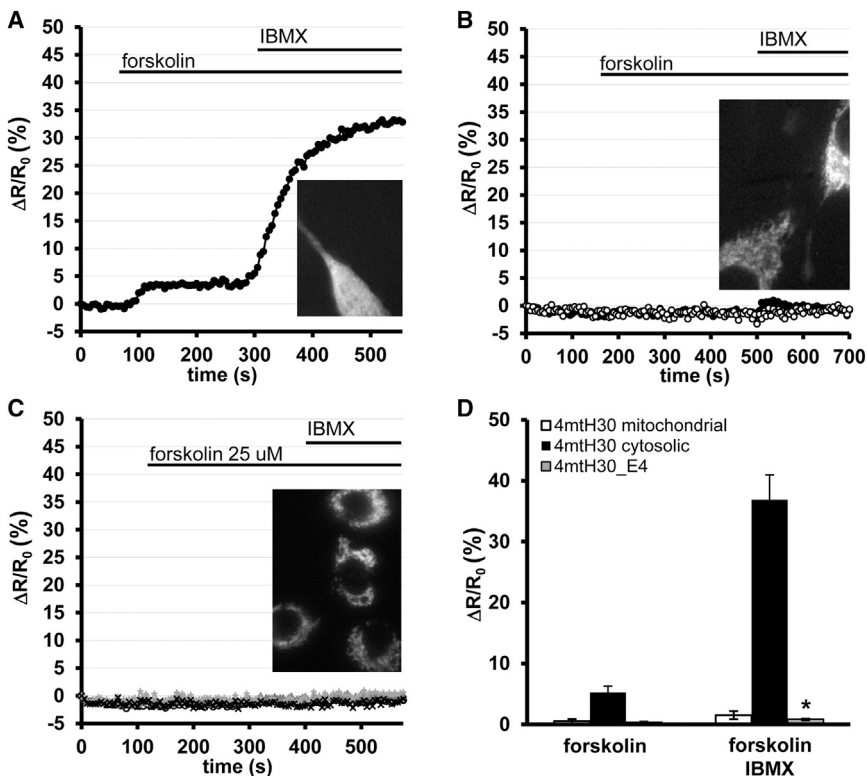 A
IBMX
forskolin
50
45
40
35
30
25
20
15
10
5
0
-5
ΔR/R0 (%)
0 100 200 300 400 500
time (s)
B
IBMX
forskolin
50
45
40
35
30
25
20
15
10
5
0
-5
ΔR/R0 (%)
0 100 200 300 400 500 600 700
time (s)
C
IBMX
forskolin 25 uM
50
45
40
35
30
25
20
15
10
5
0
-5
ΔR/R0 (%)
0 100 200 300 400 500
time (s)
D
4mtH30 mitochondrial
4mtH30 cytosolic
4mtH30_E4
50
40
30
20
10
0
ΔR/R0 (%)
*
forskolin
forskolin
IBMX